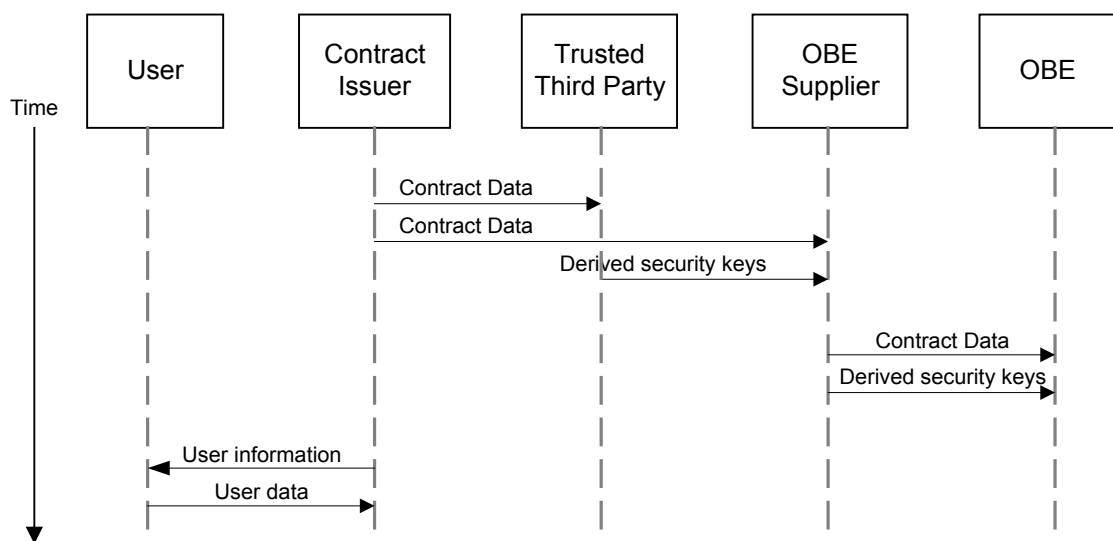 User
Contract
Issuer
Trusted
Third Party
OBE
Supplier
OBE
Time
Contract Data
Contract Data
Derived security keys
Contract Data
Derived security keys
User information
User data